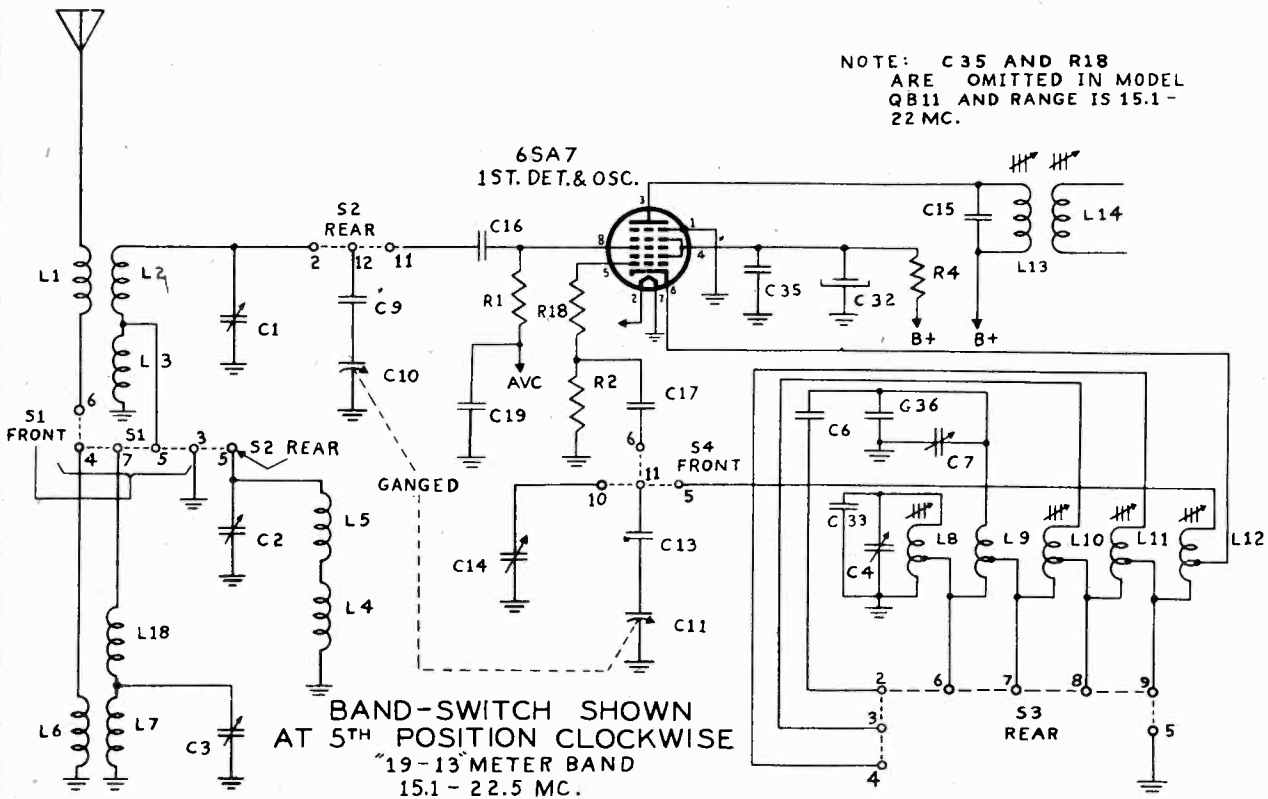 NOTE: C35 AND R18
ARE OMITTED IN MODEL
QB11 AND RANGE IS 15.1-
22 MC.
6SA7
1ST. DET.& OSC.
3
1
8
4
5
2
7
6
C15
L13
L14
S2
REAR
2
12
11
C16
L1
L2
L3
C1
C9
C10
R1
R18
R2
C35
C32
R4
B+
B+
AVC
C19
C17
C6
G36
C7
S1
FRONT
6
S1
4
7
5
3
5
S2 REAR
GANGED
6
11
S4
FRONT
10
5
C2
L5
L4
C14
C13
C11
C33
C4
L8
L9
L10
L11
L12
L18
L6
L7
C3
2
6
7
8
9
3
4
5
S3
REAR
BAND-SWITCH SHOWN
AT 5TH POSITION CLOCKWISE
"19-13" METER BAND
15.1 - 22.5 MC.